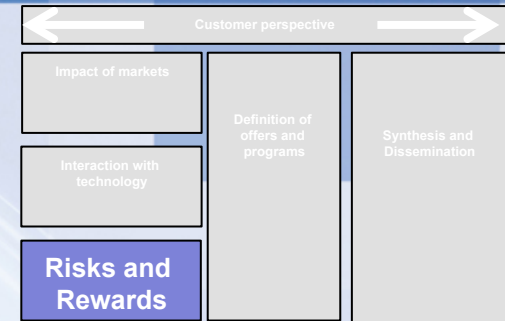 Customer perspective
Impact of markets
Definition of
offers and
programs
Synthesis and
Dissemination
Interaction with
technology
Risks and
Rewards